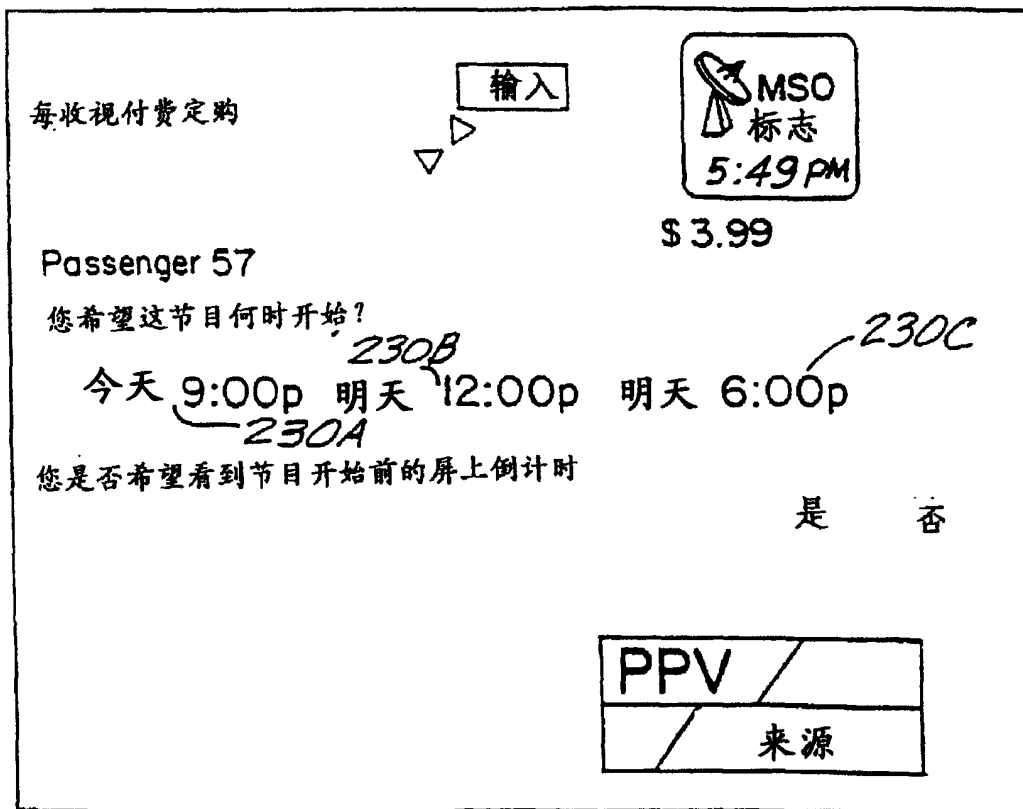 每收视付费定购
输入
MSO
标志
5:49 PM
$3.99
Passenger 57
您希望这节目何时开始?
230B
230C
今天 9:00p 明天 12:00p 明天 6:00p
230A
您是否希望看到节目开始前的屏上倒计时
是 否
PPV
来源